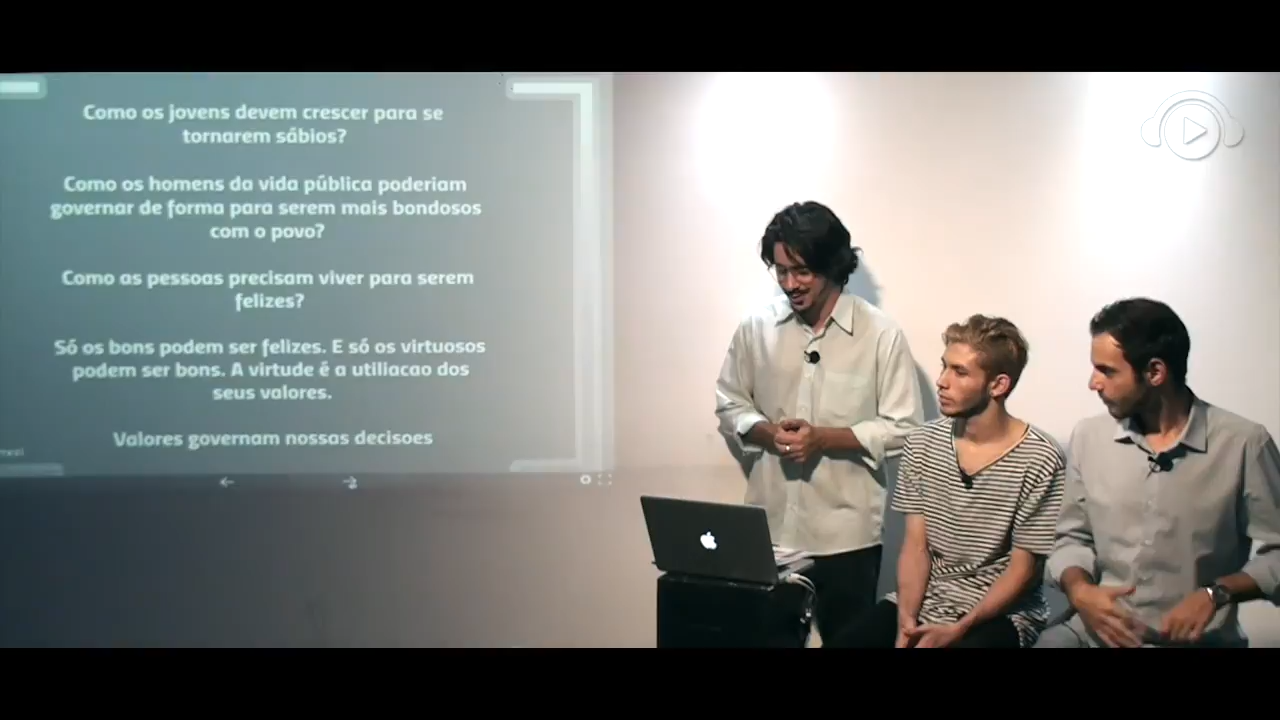 Como os jovens devem crescer para se
tornarem sábios?
Como os homens da vida pública poderiam
governar de forma para serem mais bondosos
com o povo?
Como as pessoas precisam viver para serem
felizes?
Só os bons podem ser felizes. E só os virtuosos
podem ser bons. A virtude é a utiliacao dos
seus valores.
Valores governam nossas decisoes